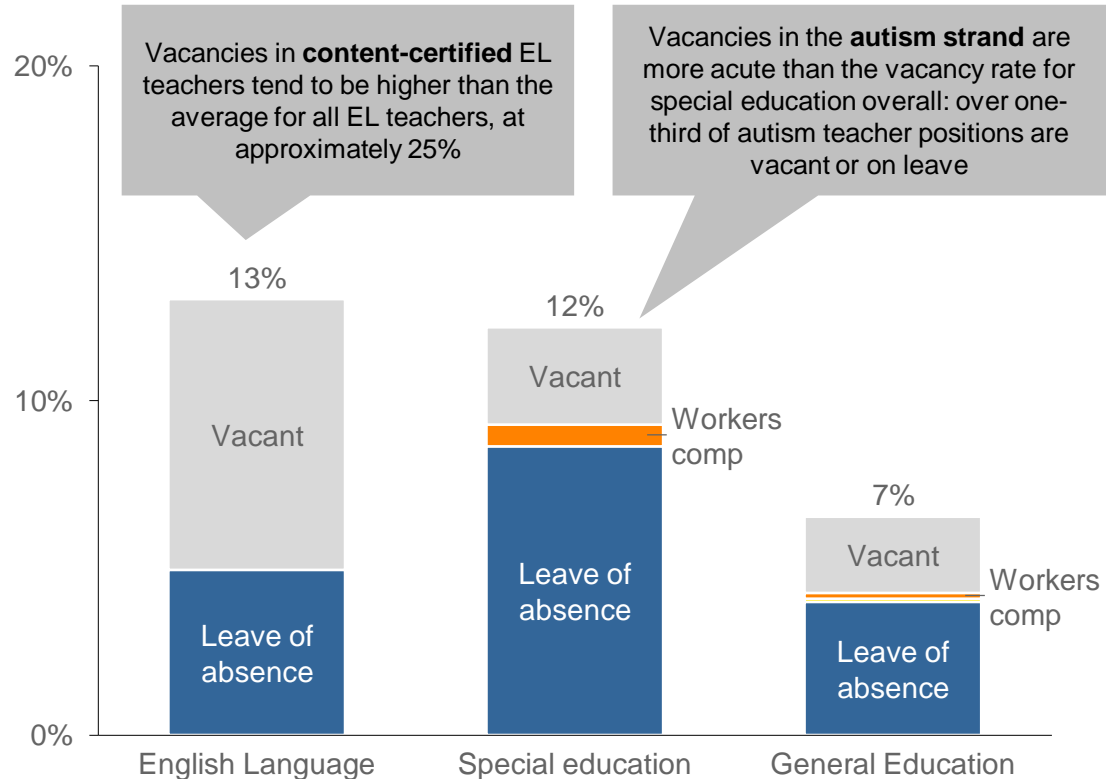 Vacancies in content-certified EL
teachers tend to be higher than the
average for all EL teachers, at
approximately 25%
Vacancies in the autism strand are
more acute than the vacancy rate for
special education overall: over one-
third of autism teacher positions are
vacant or on leave
20%
10%
0%
13%
Vacant
Leave of
absence
12%
Vacant
Workers
comp
Leave of
absence
7%
Vacant
Workers
comp
Leave of
absence
English Language
Special education
General Education